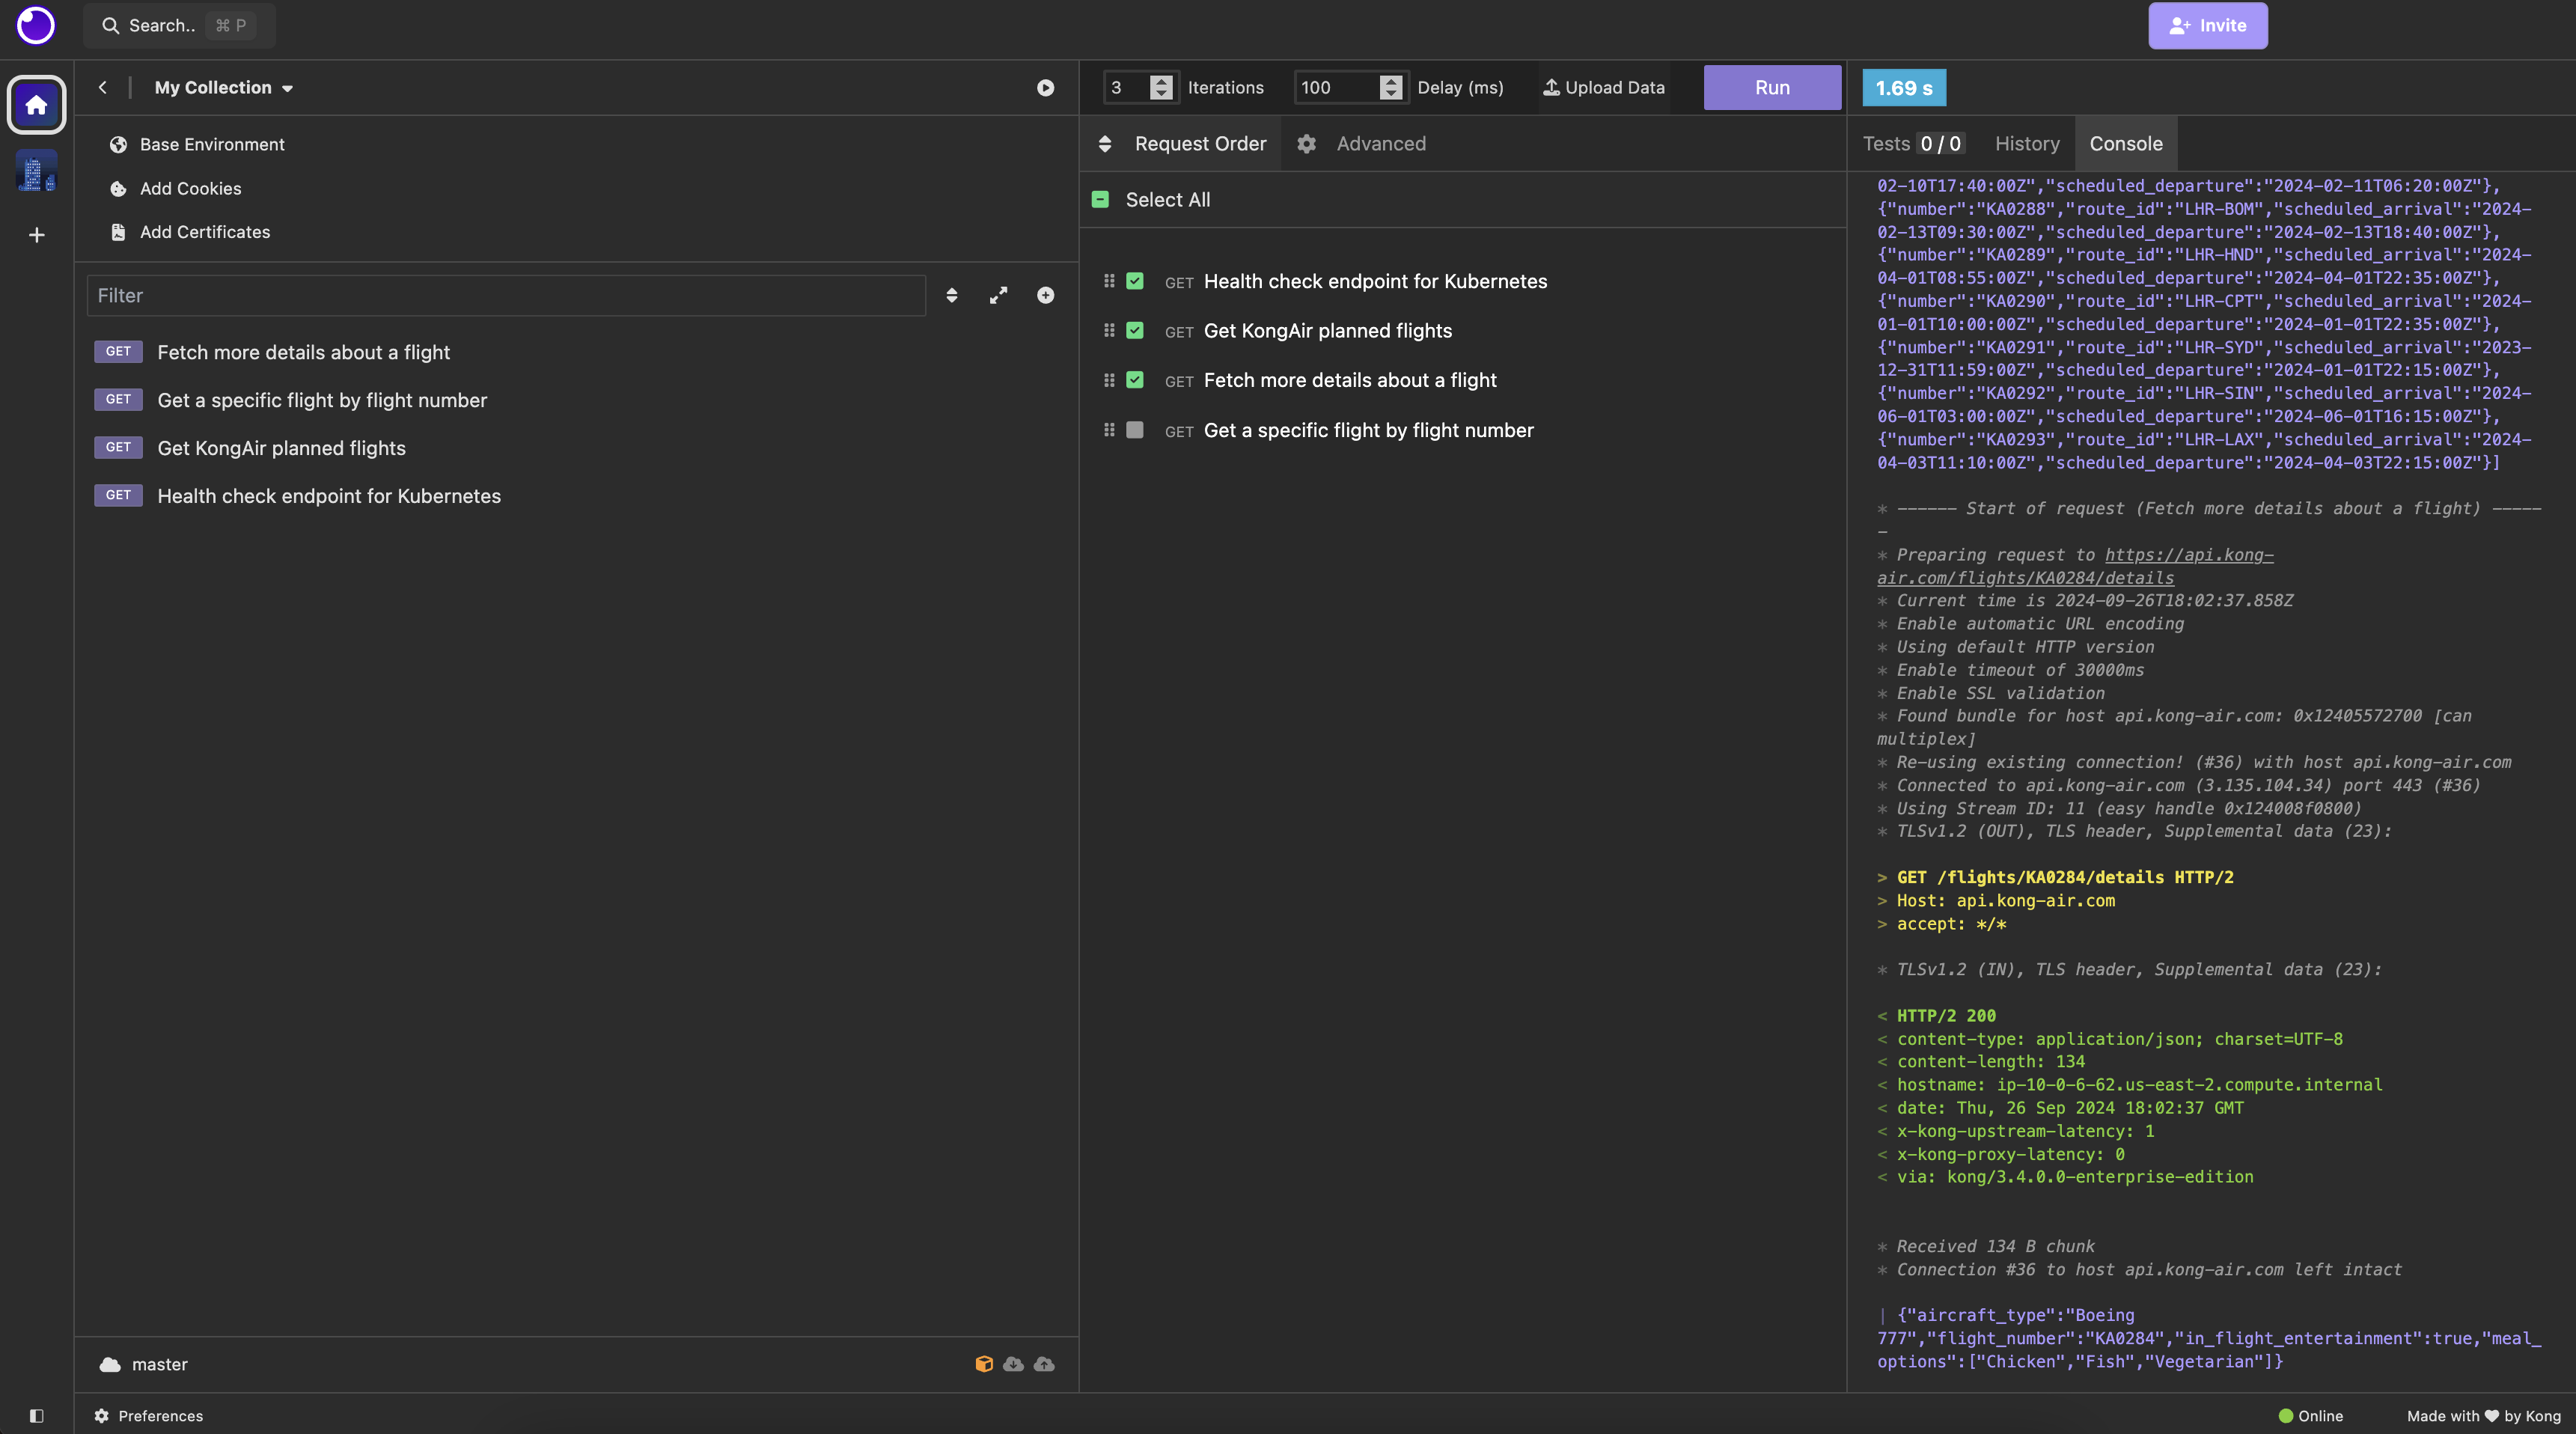 Search.. ⌘ P
Invite
My Collection
3 Iterations 100 Delay (ms) Upload Data Run
1.69 s
Base Environment
Add Cookies
Add Certificates
Filter
GET Fetch more details about a flight
GET Get a specific flight by flight number
GET Get KongAir planned flights
GET Health check endpoint for Kubernetes
master
Request Order Advanced
Select All
GET Health check endpoint for Kubernetes
GET Get KongAir planned flights
GET Fetch more details about a flight
GET Get a specific flight by flight number
Tests 0 / 0 History Console
02-10T17:40:00Z","scheduled_departure":"2024-02-11T06:20:00Z"},
{"number":"KA0288","route_id":"LHR-BOM","scheduled_arrival":"2024-
02-13T09:30:00Z","scheduled_departure":"2024-02-13T18:40:00Z"},
{"number":"KA0289","route_id":"LHR-HND","scheduled_arrival":"2024-
04-01T08:55:00Z","scheduled_departure":"2024-04-01T22:35:00Z"},
{"number":"KA0290","route_id":"LHR-CPT","scheduled_arrival":"2024-
01-01T10:00:00Z","scheduled_departure":"2024-01-01T22:35:00Z"},
{"number":"KA0291","route_id":"LHR-SYD","scheduled_arrival":"2023-
12-31T11:59:00Z","scheduled_departure":"2024-01-01T22:15:00Z"},
{"number":"KA0292","route_id":"LHR-SIN","scheduled_arrival":"2024-
06-01T03:00:00Z","scheduled_departure":"2024-06-01T16:15:00Z"},
{"number":"KA0293","route_id":"LHR-LAX","scheduled_arrival":"2024-
04-03T11:10:00Z","scheduled_departure":"2024-04-03T22:15:00Z"}]
* ------ Start of request (Fetch more details about a flight) -----
-
* Preparing request to https://api.kong-
air.com/flights/KA0284/details
* Current time is 2024-09-26T18:02:37.858Z
* Enable automatic URL encoding
* Using default HTTP version
* Enable timeout of 30000ms
* Enable SSL validation
* Found bundle for host api.kong-air.com: 0x12405572700 [can
multiplex]
* Re-using existing connection! (#36) with host api.kong-air.com
* Connected to api.kong-air.com (3.135.104.34) port 443 (#36)
* Using Stream ID: 11 (easy handle 0x124008f0800)
* TLSv1.2 (OUT), TLS header, Supplemental data (23):
> GET /flights/KA0284/details HTTP/2
> Host: api.kong-air.com
> accept: */*
* TLSv1.2 (IN), TLS header, Supplemental data (23):
< HTTP/2 200
< content-type: application/json; charset=UTF-8
< content-length: 134
< hostname: ip-10-0-6-62.us-east-2.compute.internal
< date: Thu, 26 Sep 2024 18:02:37 GMT
< x-kong-upstream-latency: 1
< x-kong-proxy-latency: 0
< via: kong/3.4.0.0-enterprise-edition
* Received 134 B chunk
* Connection #36 to host api.kong-air.com left intact
| {"aircraft_type":"Boeing
777","flight_number":"KA0284","in_flight_entertainment":true,"meal_
options":["Chicken","Fish","Vegetarian"]}
Preferences
Online
Made with ♥ by Kong